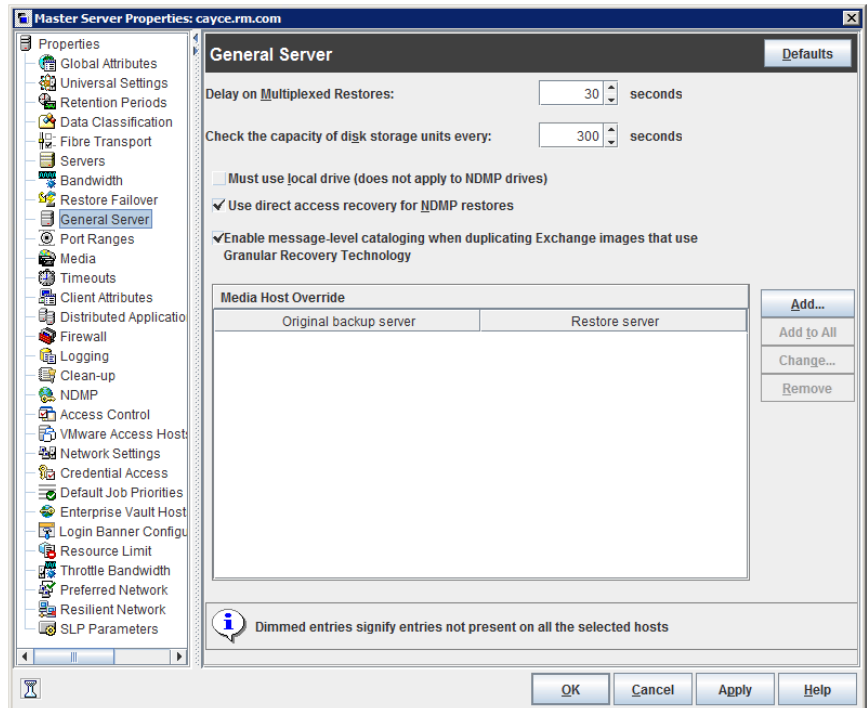 Master Server Properties: cayce.rm.com
Properties
Global Attributes
Universal Settings
Retention Periods
Data Classification
Fibre Transport
Servers
Bandwidth
Restore Failover
General Server
Port Ranges
Media
Timeouts
Client Attributes
Distributed Applicatio
Firewall
Logging
Clean-up
NDMP
Access Control
VMware Access Hosts
Network Settings
Credential Access
Default Job Priorities
Enterprise Vault Host
Login Banner Configu
Resource Limit
Throttle Bandwidth
Preferred Network
Resilient Network
SLP Parameters
General Server
Defaults
Delay on Multiplexed Restores: 30 seconds
Check the capacity of disk storage units every: 300 seconds
Must use local drive (does not apply to NDMP drives)
Use direct access recovery for NDMP restores
Enable message-level cataloging when duplicating Exchange images that use
Granular Recovery Technology
Media Host Override
Original backup server Restore server
Add...
Add to All
Change...
Remove
Dimmed entries signify entries not present on all the selected hosts
OK Cancel Apply Help